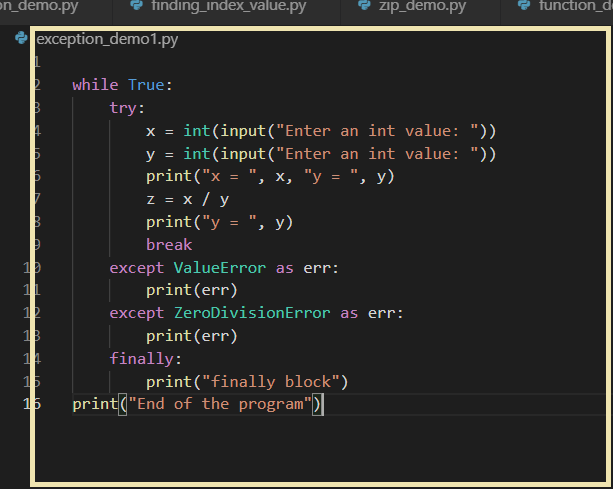 on_demo.py finding_index_value.py zip_demo.py function_d
exception_demo1.py
1
2 while True:
3 try:
4 x = int(input("Enter an int value: "))
5 y = int(input("Enter an int value: "))
6 print("x = ", x, "y = ", y)
7 z = x / y
8 print("y = ", y)
9 break
10 except ValueError as err:
11 print(err)
12 except ZeroDivisionError as err:
13 print(err)
14 finally:
15 print("finally block")
16 print("End of the program")